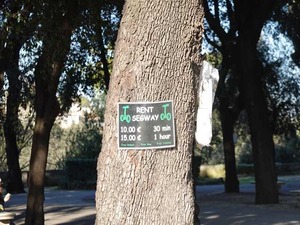 RENT
SEGWAY
10,00 € 30 min
15,00 € 1 hour